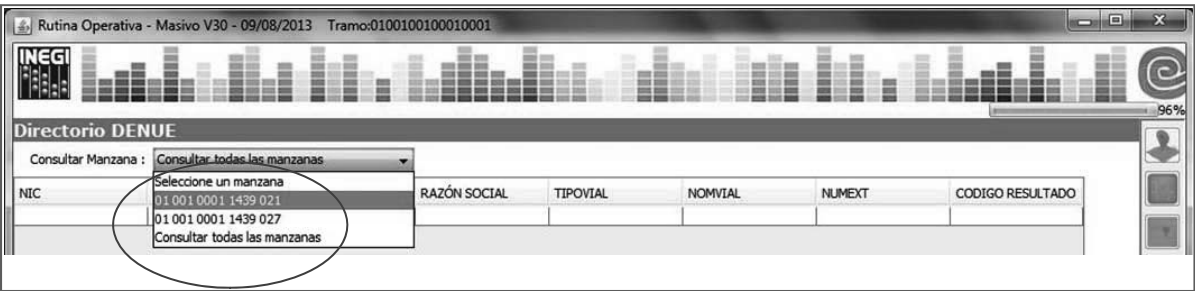 Rutina Operativa - Masivo V30 - 09/08/2013 Tramo:0100100100010001
INEGI
96%
Directorio DENUE
Consultar Manzana : Consultar todas las manzanas
Seleccione un manzana
01 001 0001 1439 021
01 001 0001 1439 027
Consultar todas las manzanas
NIC RAZÓN SOCIAL TIPOVIAL NOMVIAL NUMEXT CODIGO RESULTADO